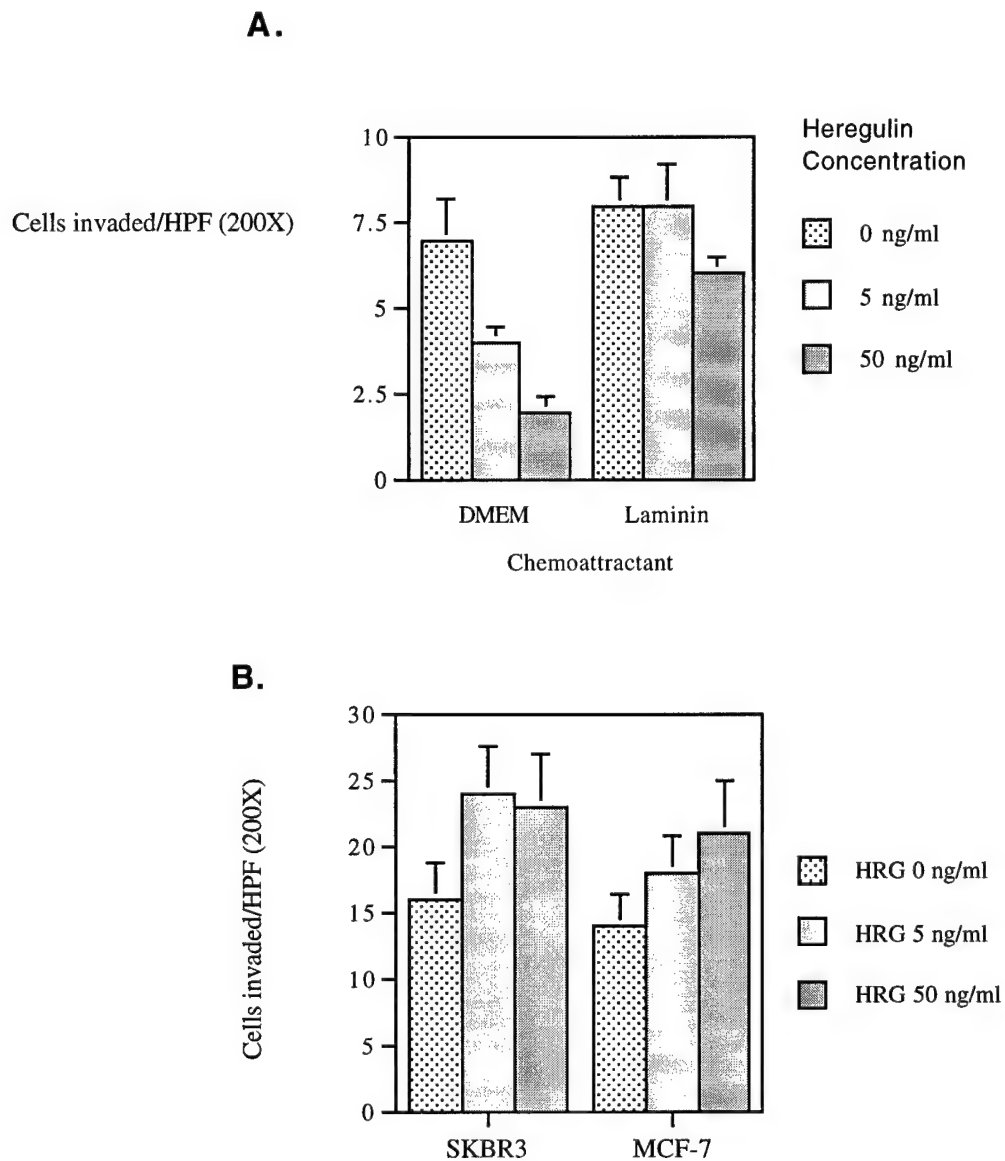 A.
Cells invaded/HPF (200X)
10
7.5
5
2.5
0
DMEM
Laminin
Chemoattractant
Heregulin
Concentration
0 ng/ml
5 ng/ml
50 ng/ml
B.
Cells invaded/HPF (200X)
30
25
20
15
10
5
0
SKBR3
MCF-7
HRG 0 ng/ml
HRG 5 ng/ml
HRG 50 ng/ml